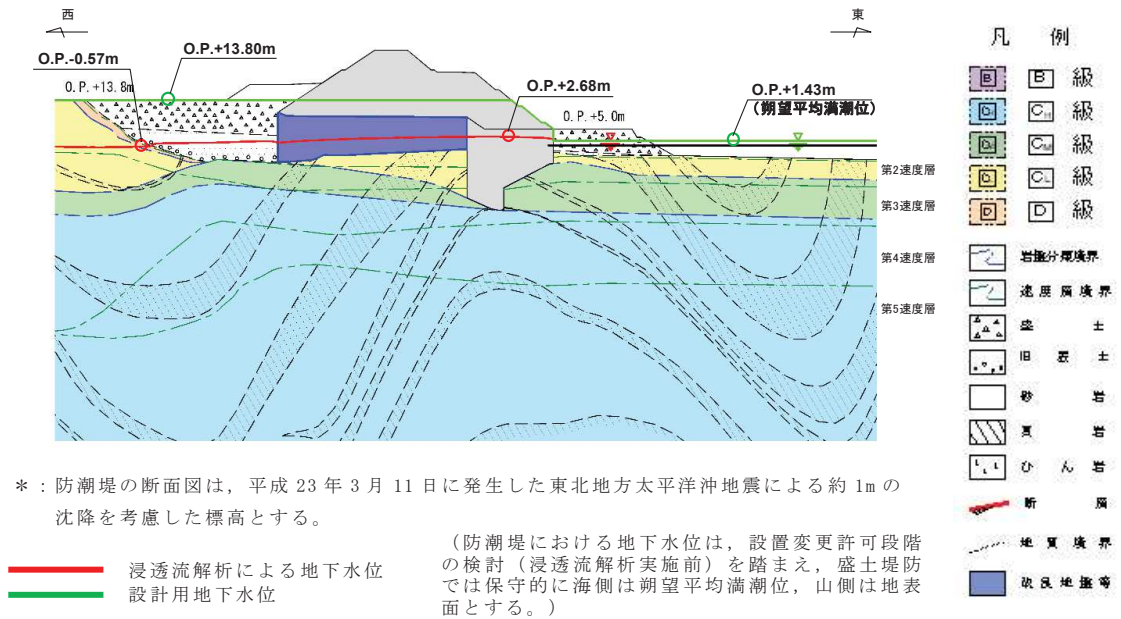 西
東
O.P.-0.57m
O.P.+13.80m
O.P.+13.8m
O.P.+2.68m
O.P.+5.0m
O.P.+1.43m
(朔望平均満潮位)
第2速度層
第3速度層
第4速度層
第5速度層
凡 例
B B 級
CH 級
CM 級
CL 級
D D 級
岩盤分類境界
速度層境界
盛 土
旧 表 土
砂 岩
頁 岩
ひ ん 岩
断 層
地質境界
改良地盤等
＊：防潮堤の断面図は，平成 23 年 3 月 11 日に発生した東北地方太平洋沖地震による約 1m の
沈降を考慮した標高とする。
浸透流解析による地下水位
設計用地下水位
（防潮堤における地下水位は，設置変更許可段階
の検討（浸透流解析実施前）を踏まえ，盛土堤防
では保守的に海側は朔望平均満潮位，山側は地表
面とする。）